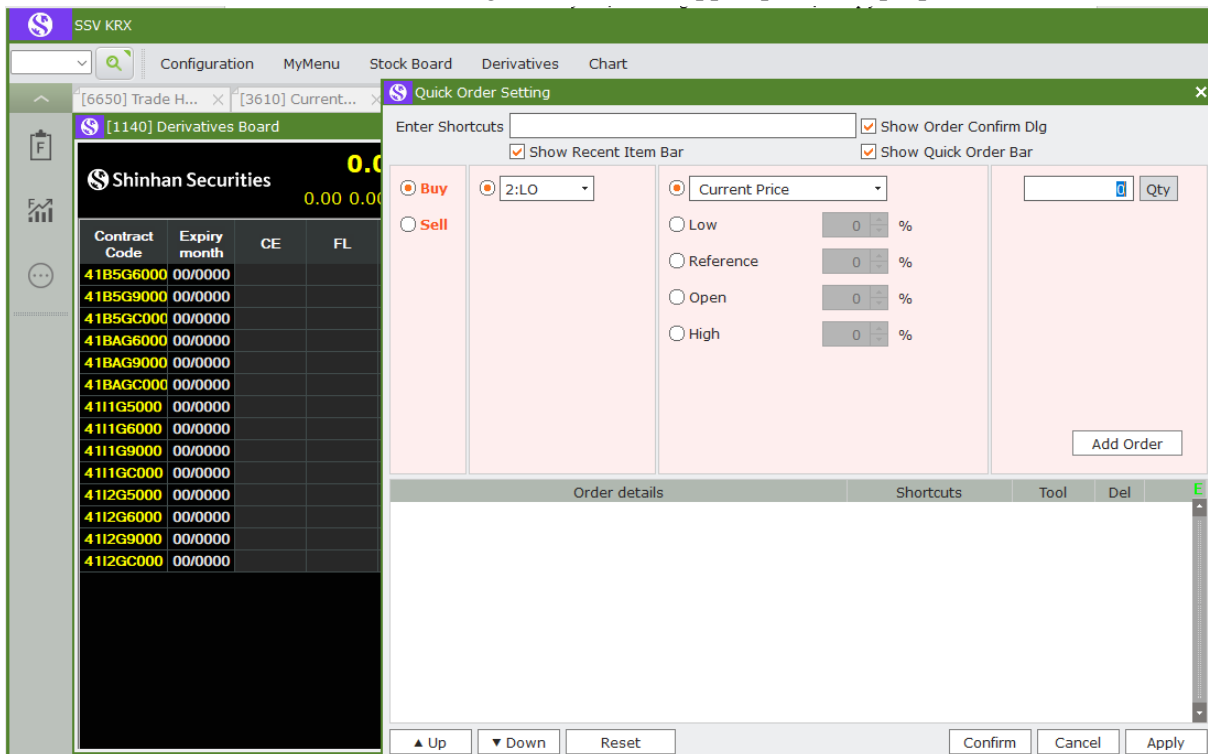 SSV KRX
Configuration MyMenu Stock Board Derivatives Chart
[6650] Trade H... [3610] Current...
[1140] Derivatives Board
Shinhan Securities
0.00 0.0
Contract Code Expiry month CE FL
41B5G6000 00/0000
41B5G9000 00/0000
41B5GC000 00/0000
41BAG6000 00/0000
41BAG9000 00/0000
41BAGC000 00/0000
41I1G5000 00/0000
41I1G6000 00/0000
41I1G9000 00/0000
41I1GC000 00/0000
41I2G5000 00/0000
41I2G6000 00/0000
41I2G9000 00/0000
41I2GC000 00/0000
Quick Order Setting
Enter Shortcuts Show Order Confirm Dlg
Show Recent Item Bar Show Quick Order Bar
Buy 2:LO Current Price 0 Qty
Sell Low 0 %
Reference 0 %
Open 0 %
High 0 %
Add Order
Order details Shortcuts Tool Del E
▲ Up ▼ Down Reset Confirm Cancel Apply